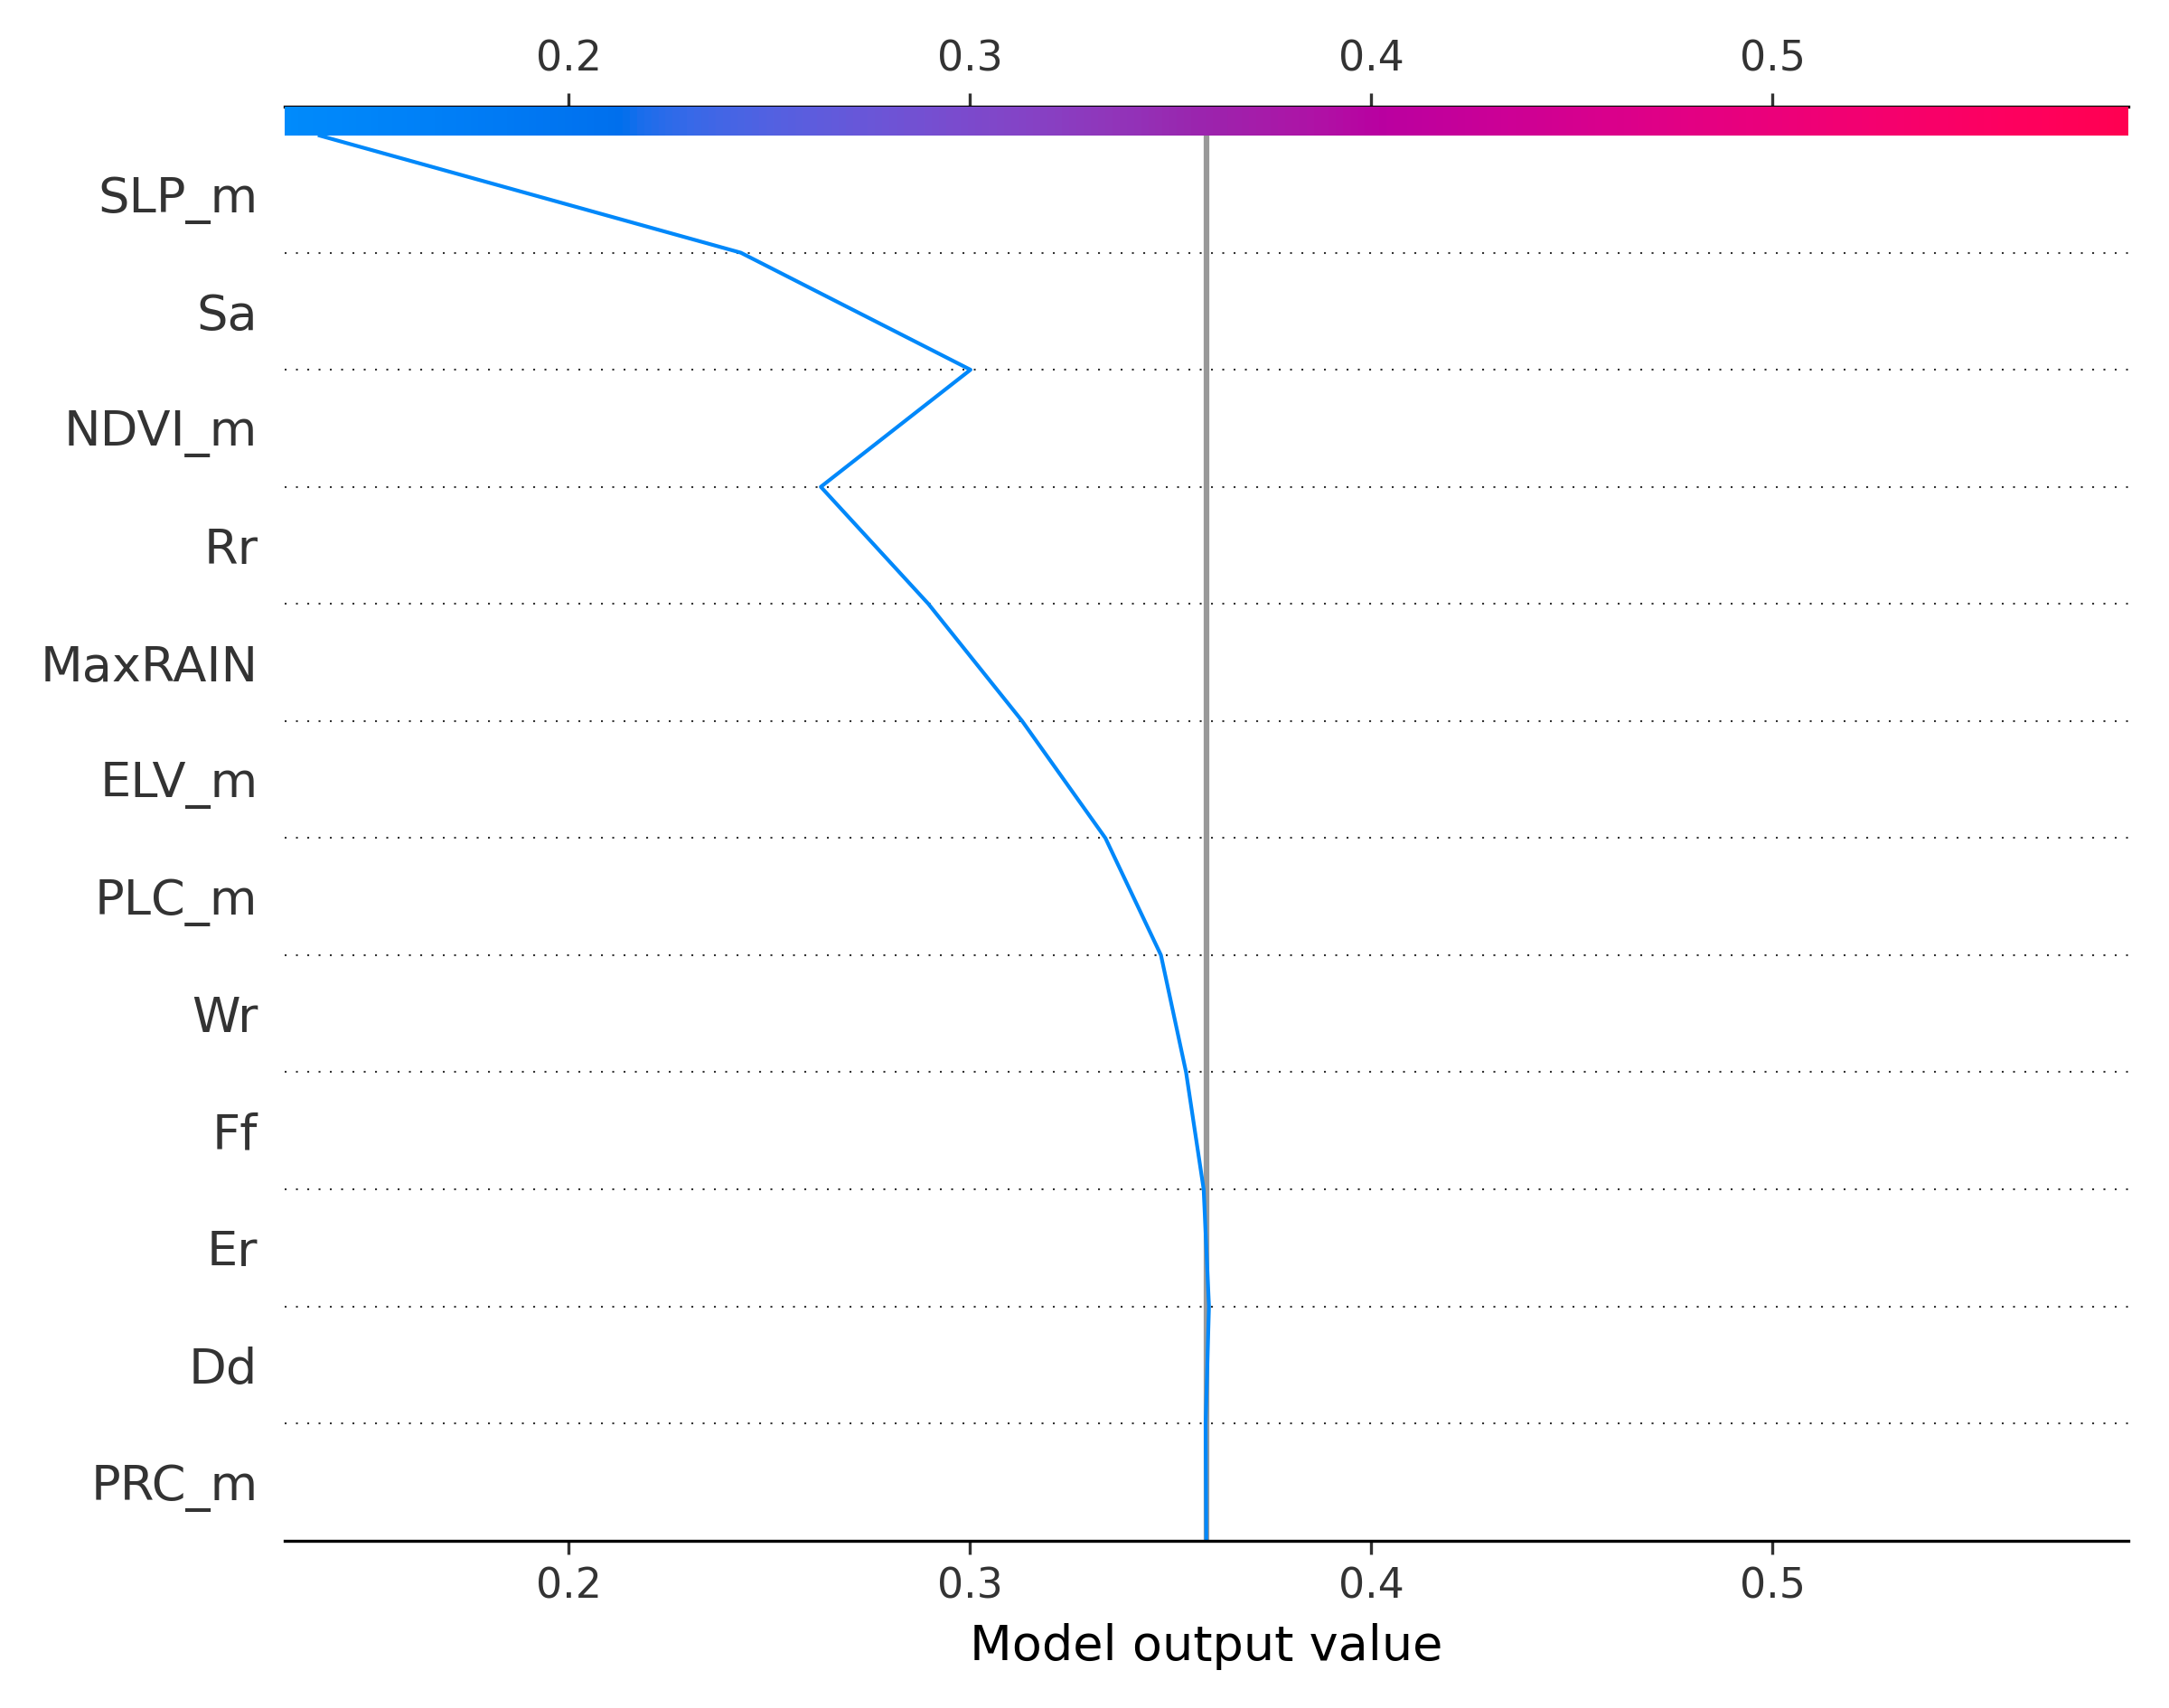 0.2 0.3 0.4 0.5
SLP_m
Sa
NDVI_m
Rr
MaxRAIN
ELV_m
PLC_m
Wr
Ff
Er
Dd
PRC_m
0.2 0.3 0.4 0.5
Model output value